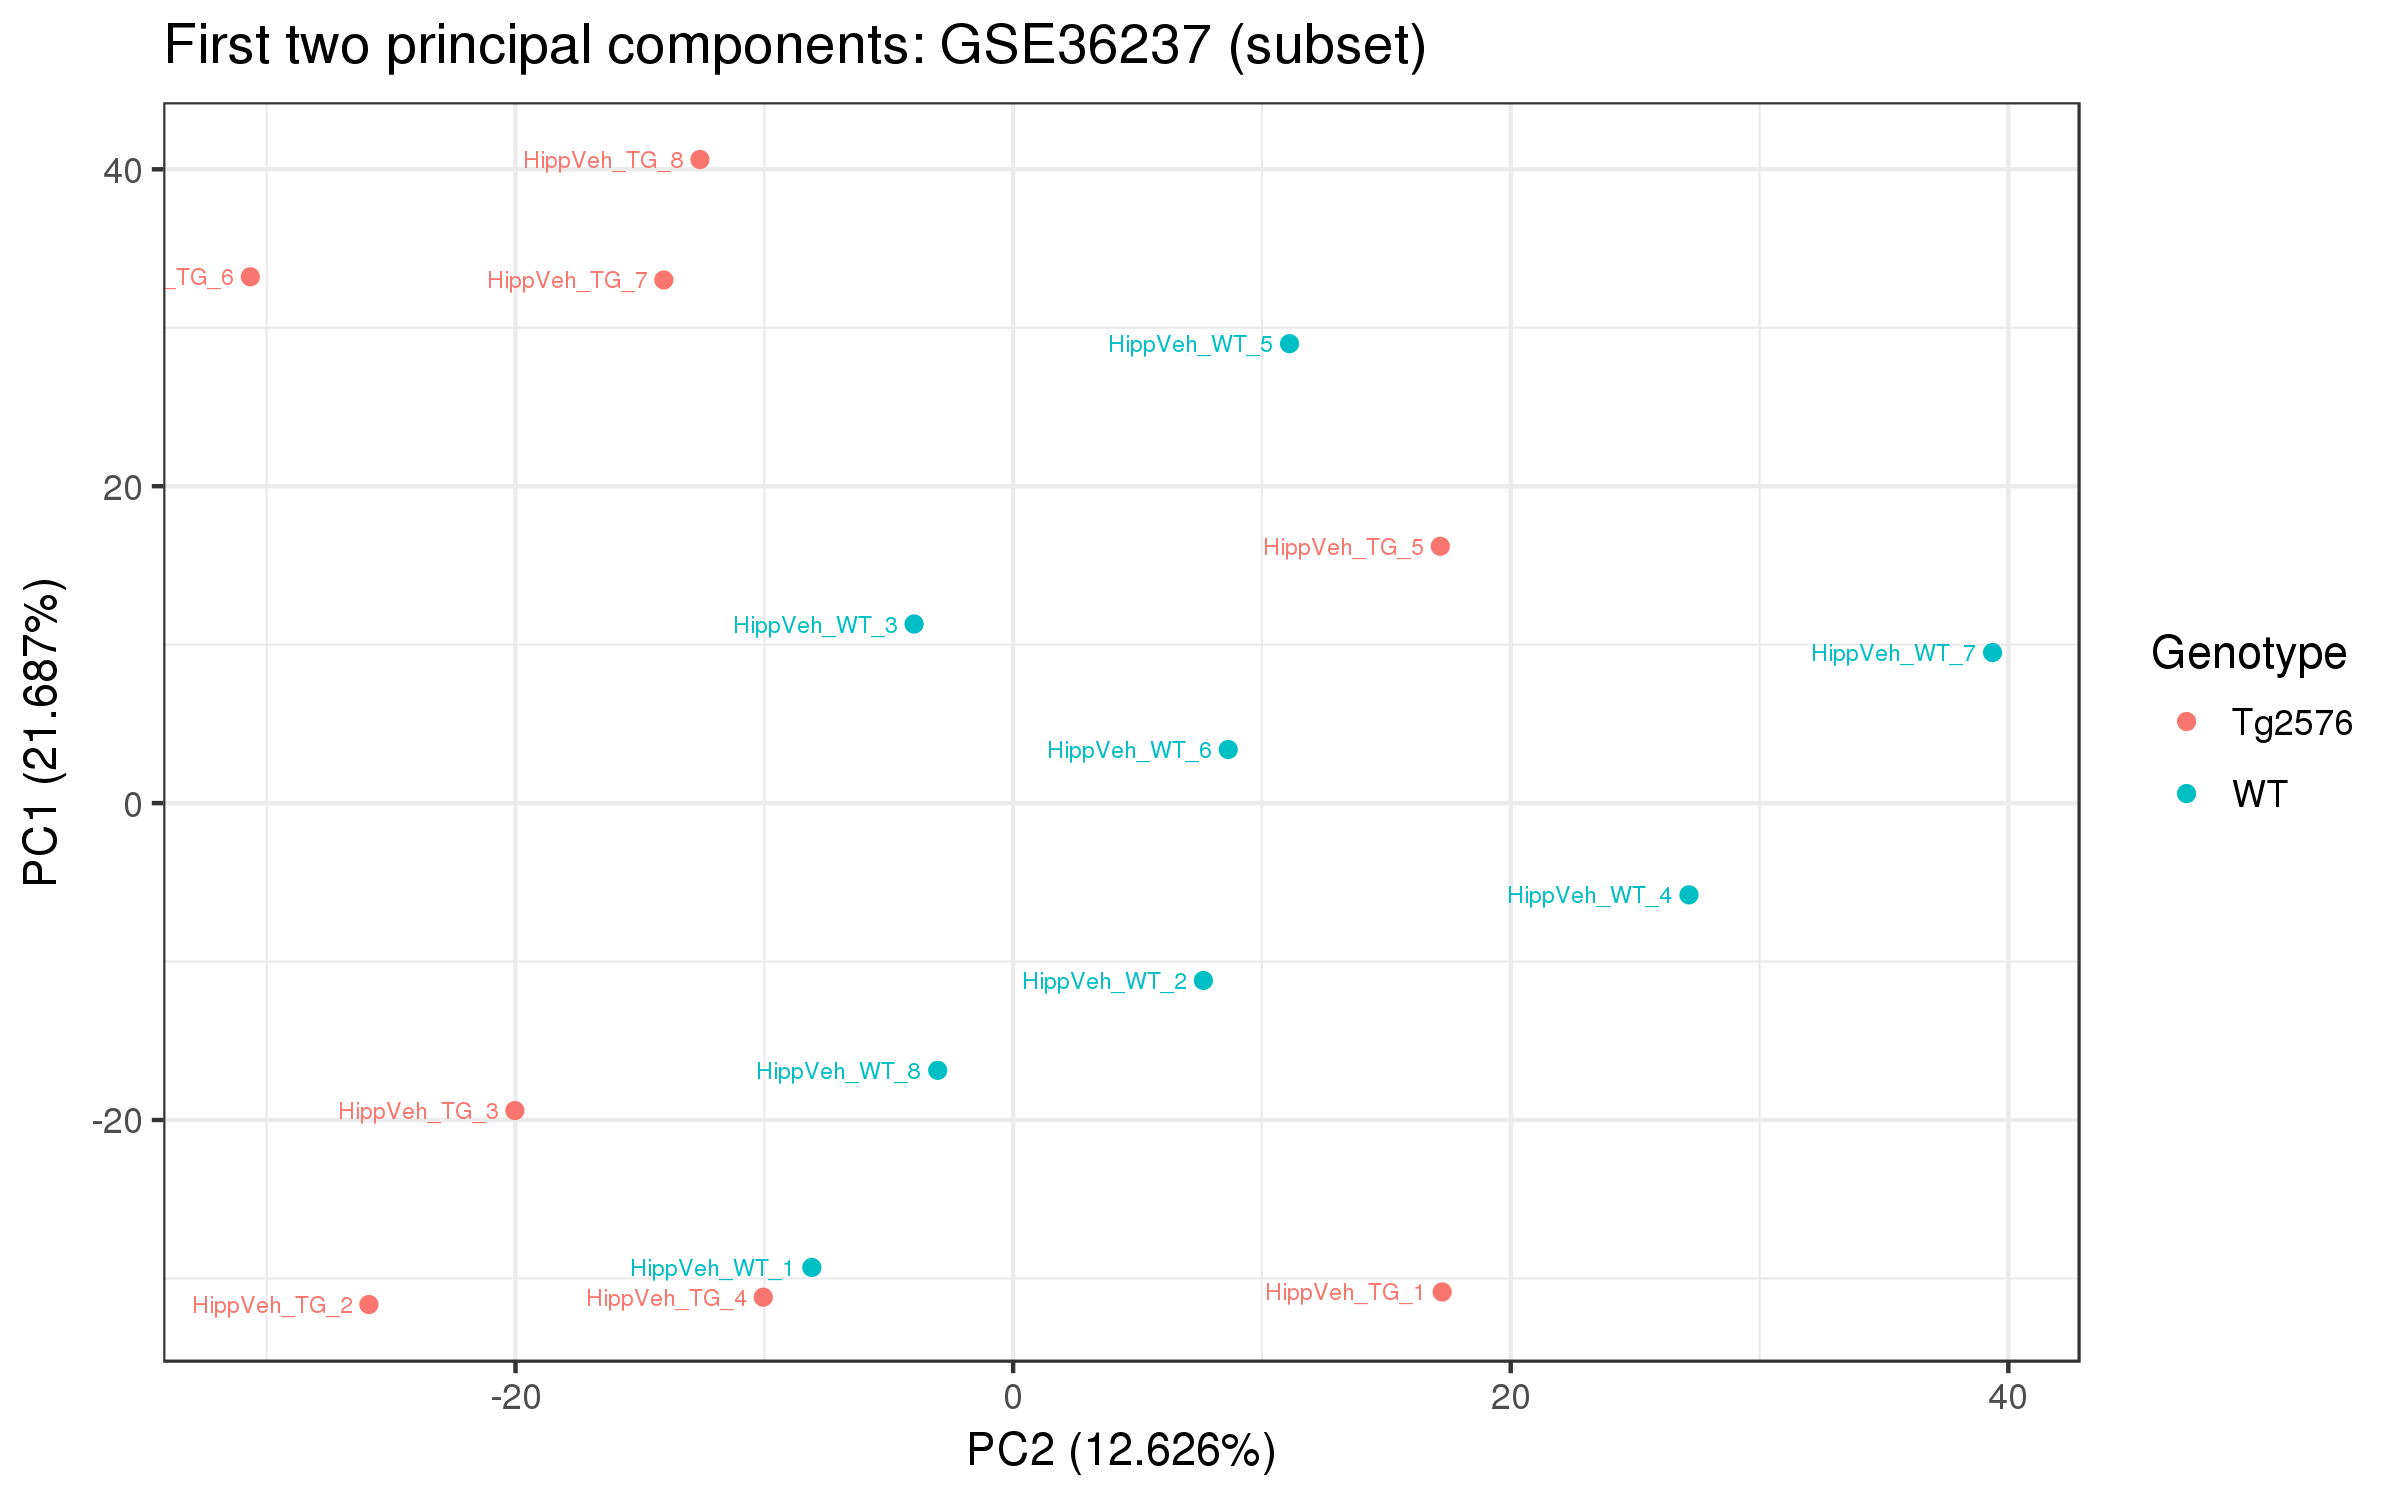 First two principal components: GSE36237 (subset)
PC1 (21.687%)
40
20
0
-20
HippVeh_TG_8
_TG_6
HippVeh_TG_7
HippVeh_WT_5
HippVeh_TG_5
HippVeh_WT_3
HippVeh_WT_7
HippVeh_WT_6
HippVeh_WT_4
HippVeh_WT_2
HippVeh_WT_8
HippVeh_TG_3
HippVeh_WT_1
HippVeh_TG_1
HippVeh_TG_4
HippVeh_TG_2
-20
0
20
40
PC2 (12.626%)
Genotype
Tg2576
WT